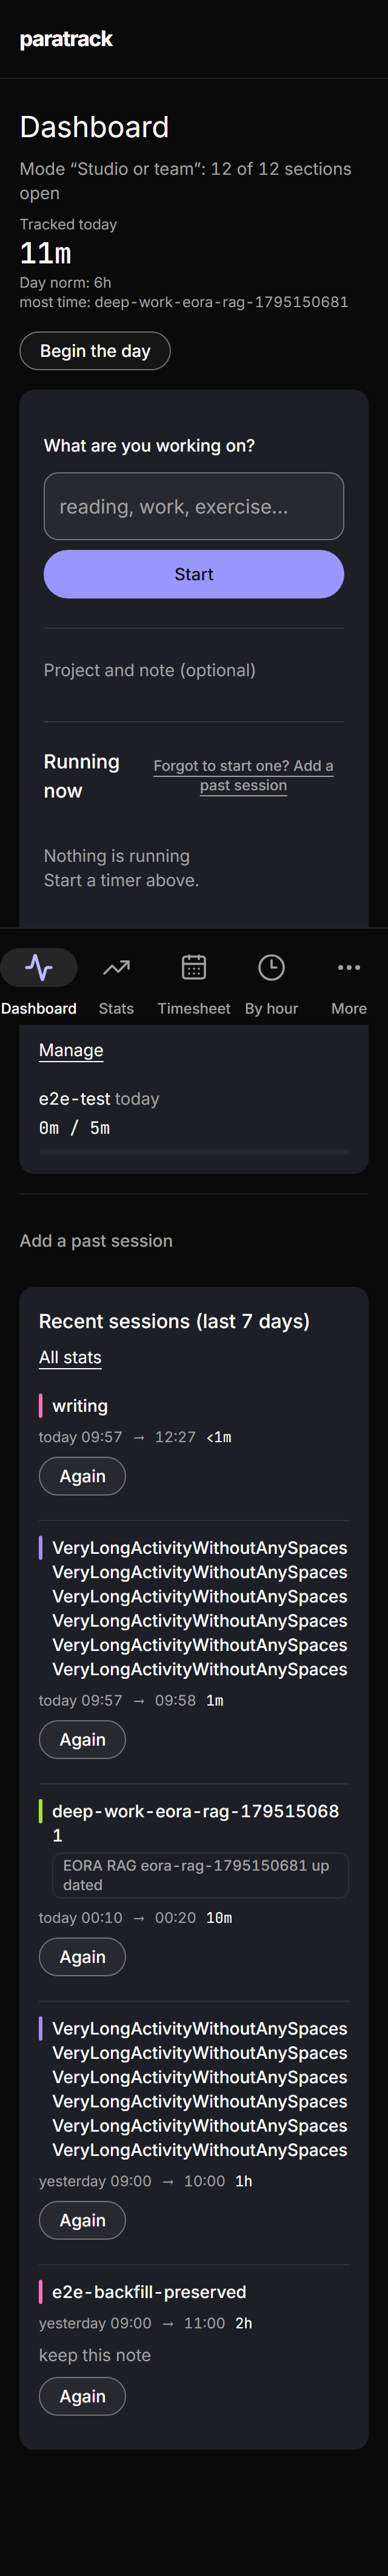 paratrack
Dashboard
Mode “Studio or team”: 12 of 12 sections
open
Tracked today
11m
Day norm: 6h
most time: deep-work-eora-rag-1795150681
Begin the day
What are you working on?
reading, work, exercise...
Start
Project and note (optional)
Running
now
Forgot to start one? Add a
past session
Nothing is running
Start a timer above.
Dashboard
Stats
Timesheet
By hour
More
Manage
e2e-test today
0m / 5m
Add a past session
Recent sessions (last 7 days)
All stats
writing
today 09:57 → 12:27 <1m
Again
VeryLongActivityWithoutAnySpaces
VeryLongActivityWithoutAnySpaces
VeryLongActivityWithoutAnySpaces
VeryLongActivityWithoutAnySpaces
VeryLongActivityWithoutAnySpaces
VeryLongActivityWithoutAnySpaces
today 09:57 → 09:58 1m
Again
deep-work-eora-rag-179515068
1
EORA RAG eora-rag-1795150681 up
dated
today 00:10 → 00:20 10m
Again
VeryLongActivityWithoutAnySpaces
VeryLongActivityWithoutAnySpaces
VeryLongActivityWithoutAnySpaces
VeryLongActivityWithoutAnySpaces
VeryLongActivityWithoutAnySpaces
VeryLongActivityWithoutAnySpaces
yesterday 09:00 → 10:00 1h
Again
e2e-backfill-preserved
yesterday 09:00 → 11:00 2h
keep this note
Again